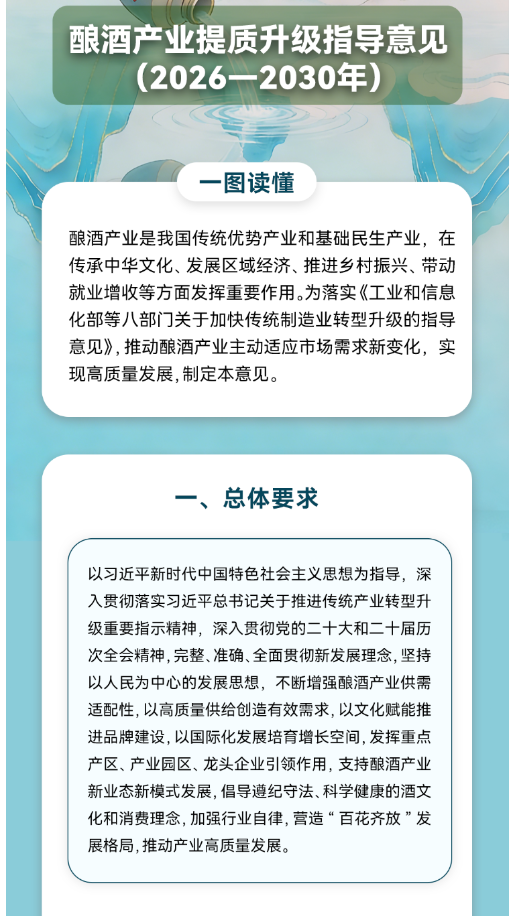 酿酒产业提质升级指导意见
（2026—2030年）
一图读懂
酿酒产业是我国传统优势产业和基础民生产业，在
传承中华文化、发展区域经济、推进乡村振兴、带动
就业增收等方面发挥重要作用。为落实《工业和信息
化部等八部门关于加快传统制造业转型升级的指导
意见》，推动酿酒产业主动适应市场需求新变化，实
现高质量发展，制定本意见。
一、总体要求
以习近平新时代中国特色社会主义思想为指导，深
入贯彻落实习近平总书记关于推进传统产业转型升
级重要指示精神，深入贯彻党的二十大和二十届历
次全会精神，完整、准确、全面贯彻新发展理念，坚持
以人民为中心的发展思想，不断增强酿酒产业供需
适配性，以高质量供给创造有效需求，以文化赋能推
进品牌建设，以国际化发展培育增长空间，发挥重点
产区、产业园区、龙头企业引领作用，支持酿酒产业
新业态新模式发展，倡导遵纪守法、科学健康的酒文
化和消费理念，加强行业自律，营造“百花齐放”发
展格局，推动产业高质量发展。